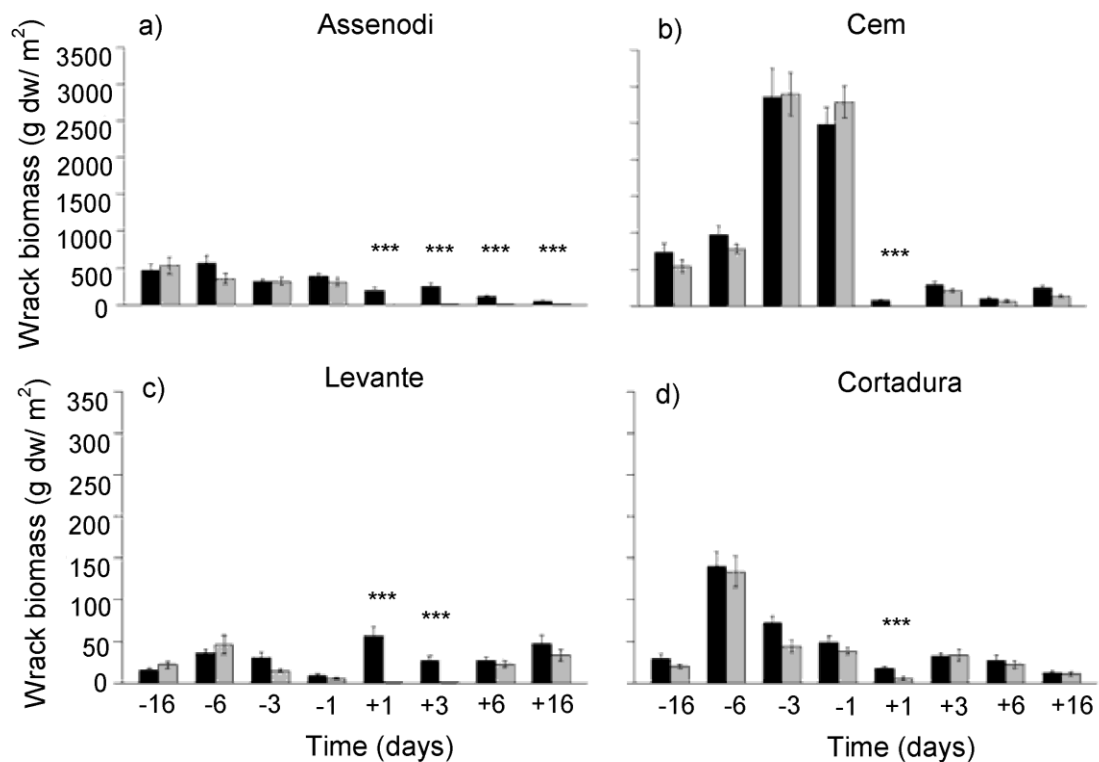 a)
Assenodi
b)
Cem
Wrack biomass (g dw/ m²)
3500
3000
2500
2000
1500
1000
500
0
*** *** *** ***
***
c)
Levante
d)
Cortadura
Wrack biomass (g dw/ m²)
350
300
250
200
150
100
50
0
*** ***
***
-16 -6 -3 -1 +1 +3 +6 +16
-16 -6 -3 -1 +1 +3 +6 +16
Time (days)
Time (days)